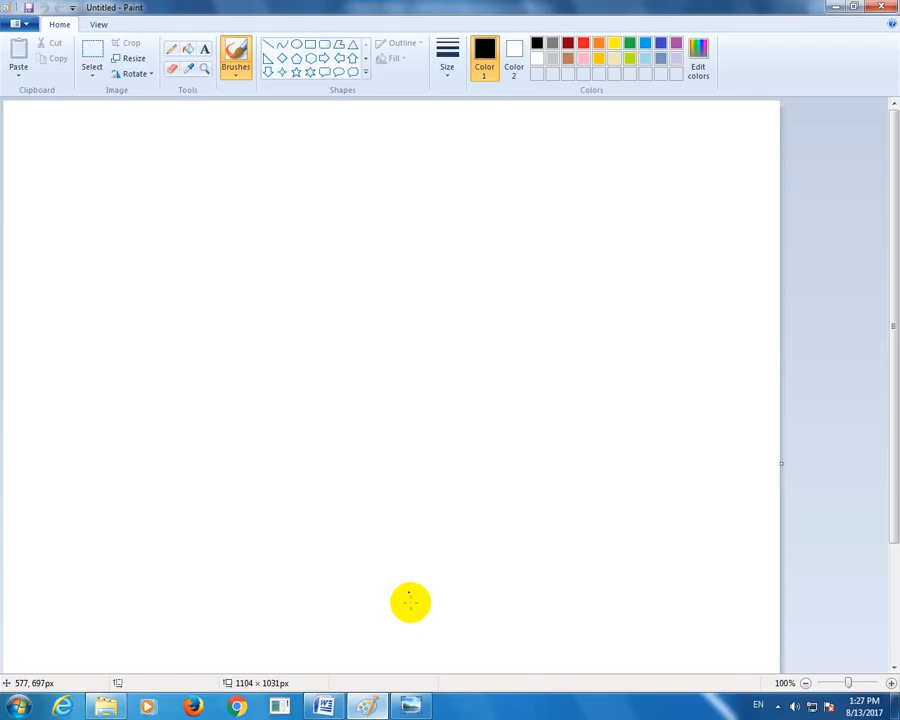 Untitled - Paint
Home View
Paste
Cut
Copy
Clipboard
Select
Crop
Resize
Rotate
Image
Tools
Brushes
Outline
Fill
Shapes
Size
Color 1
Color 2
Edit colors
Colors
577, 697px
1104 × 1031px
100%
EN
1:27 PM
8/13/2017